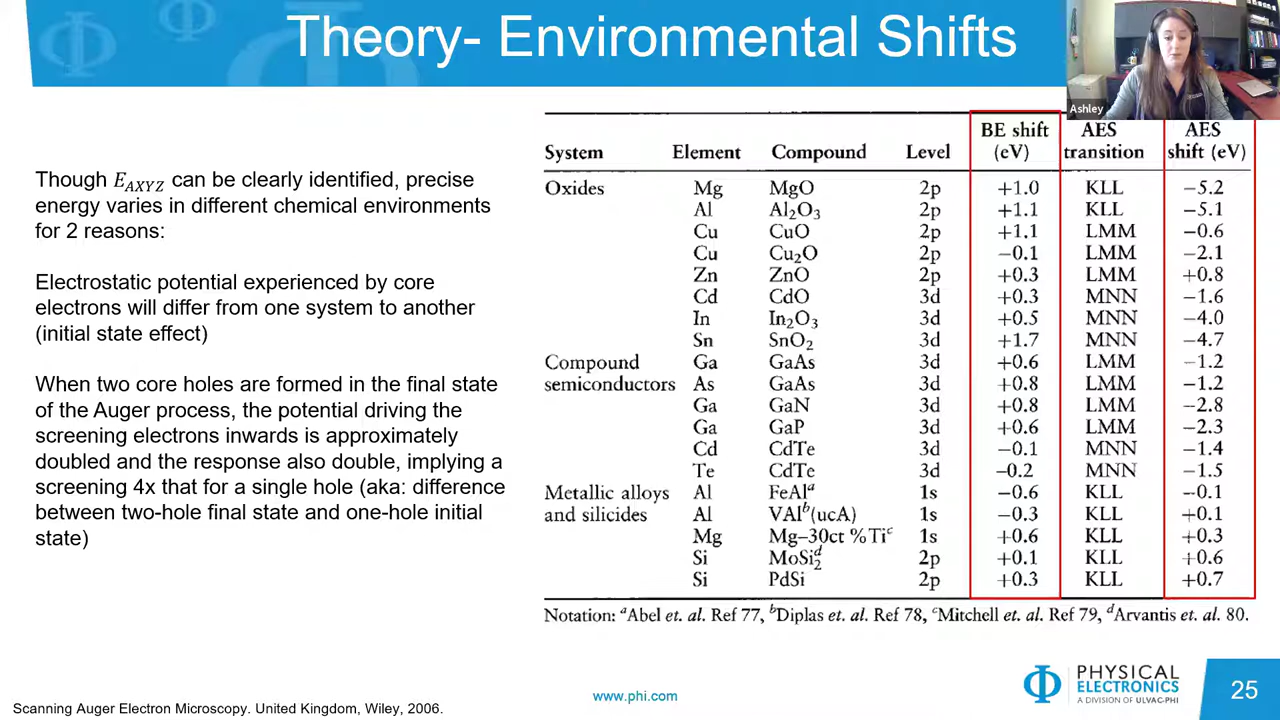 Theory- Environmental Shifts
Ashley
Though E_AXYZ can be clearly identified, precise
energy varies in different chemical environments
for 2 reasons:
Electrostatic potential experienced by core
electrons will differ from one system to another
(initial state effect)
When two core holes are formed in the final state
of the Auger process, the potential driving the
screening electrons inwards is approximately
doubled and the response also double, implying a
screening 4x that for a single hole (aka: difference
between two-hole final state and one-hole initial
state)
BE shift AES AES
System Element Compound Level (eV) transition shift (eV)
Oxides Mg MgO 2p +1.0 KLL −5.2
Al Al₂O₃ 2p +1.1 KLL −5.1
Cu CuO 2p +1.1 LMM −0.6
Cu Cu₂O 2p −0.1 LMM −2.1
Zn ZnO 2p +0.3 LMM +0.8
Cd CdO 3d +0.3 MNN −1.6
In In₂O₃ 3d +0.5 MNN −4.0
Sn SnO₂ 3d +1.7 MNN −4.7
Compound Ga GaAs 3d +0.6 LMM −1.2
semiconductors As GaAs 3d +0.8 LMM −1.2
Ga GaN 3d +0.8 LMM −2.8
Ga GaP 3d +0.6 LMM −2.3
Cd CdTe 3d −0.1 MNN −1.4
Te CdTe 3d −0.2 MNN −1.5
Metallic alloys Al FeAlᵃ 1s −0.6 KLL −0.1
and silicides Al VAlᵇ(ucA) 1s −0.3 KLL +0.1
Mg Mg−30ct %Tiᶜ 1s +0.6 KLL +0.3
Si MoSi₂ᵈ 2p +0.1 KLL +0.6
Si PdSi 2p +0.3 KLL +0.7
Notation: ᵃAbel et. al. Ref 77, ᵇDiplas et. al. Ref 78, ᶜMitchell et. al. Ref 79, ᵈArvantis et. al. 80.
www.phi.com
PHYSICAL
ELECTRONICS
A DIVISION OF ULVAC-PHI
25
Scanning Auger Electron Microscopy. United Kingdom, Wiley, 2006.